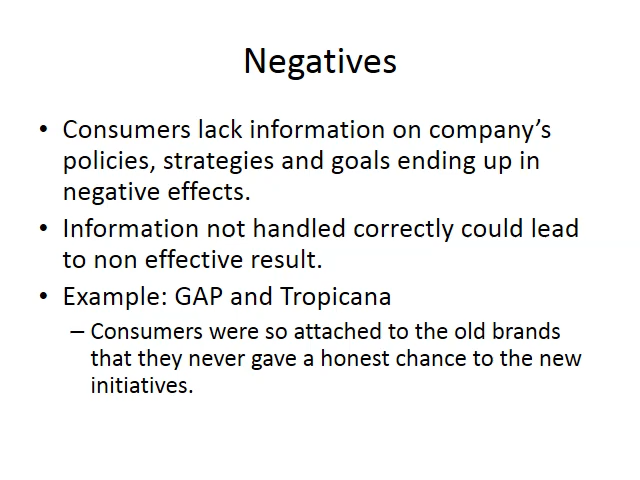 Negatives
• Consumers lack information on company’s
policies, strategies and goals ending up in
negative effects.
• Information not handled correctly could lead
to non effective result.
• Example: GAP and Tropicana
– Consumers were so attached to the old brands
that they never gave a honest chance to the new
initiatives.